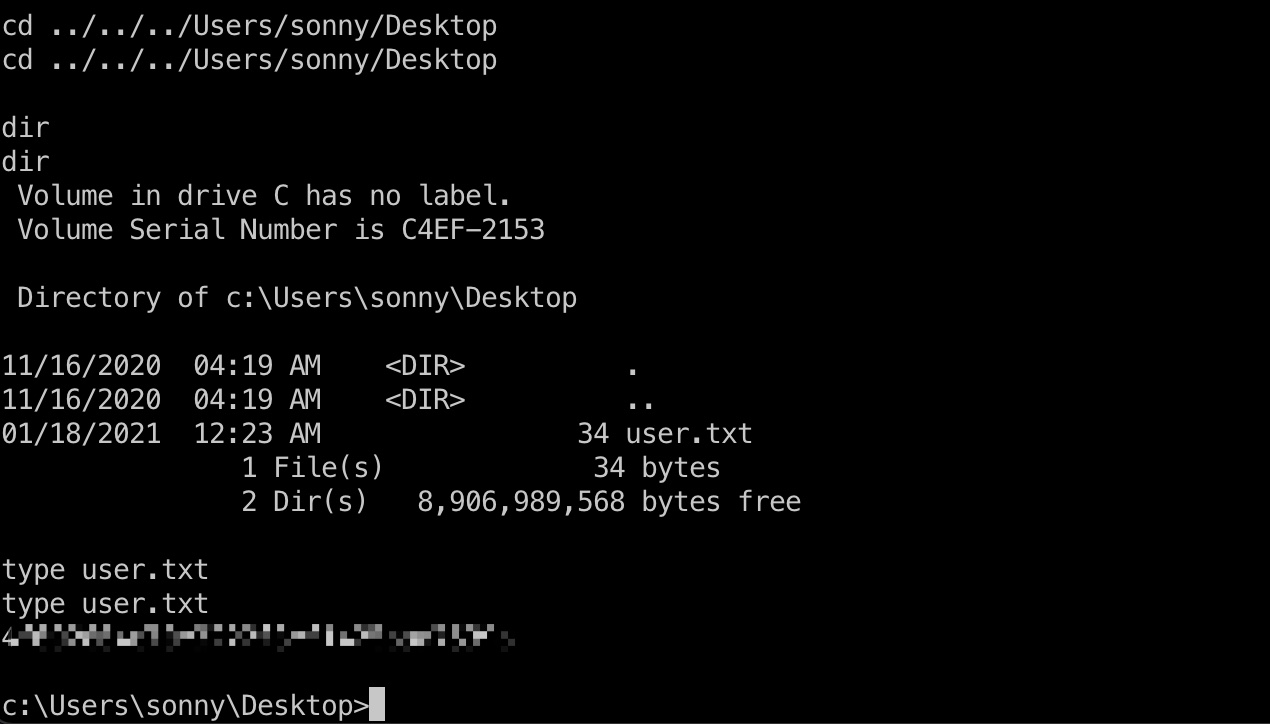 cd ../../../Users/sonny/Desktop
cd ../../../Users/sonny/Desktop
dir
dir
Volume in drive C has no label.
Volume Serial Number is C4EF-2153
Directory of c:\Users\sonny\Desktop
11/16/2020  04:19 AM    <DIR>          .
11/16/2020  04:19 AM    <DIR>          ..
01/18/2021  12:23 AM                34 user.txt
1 File(s)             34 bytes
2 Dir(s)   8,906,989,568 bytes free
type user.txt
type user.txt
c:\Users\sonny\Desktop>